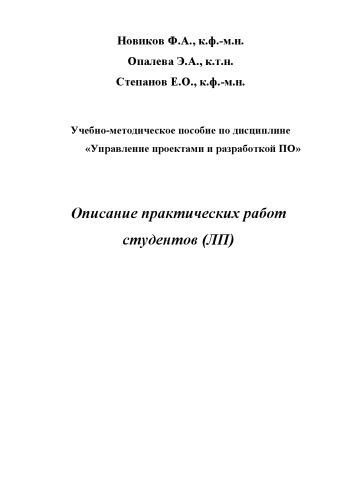 Новиков Ф.А., к.ф.-м.н.
Опалева Э.А., к.т.н.
Степанов Е.О., к.ф.-м.н.
Учебно-методическое пособие по дисциплине
«Управление проектами и разработкой ПО»
Описание практических работ
студентов (ЛП)